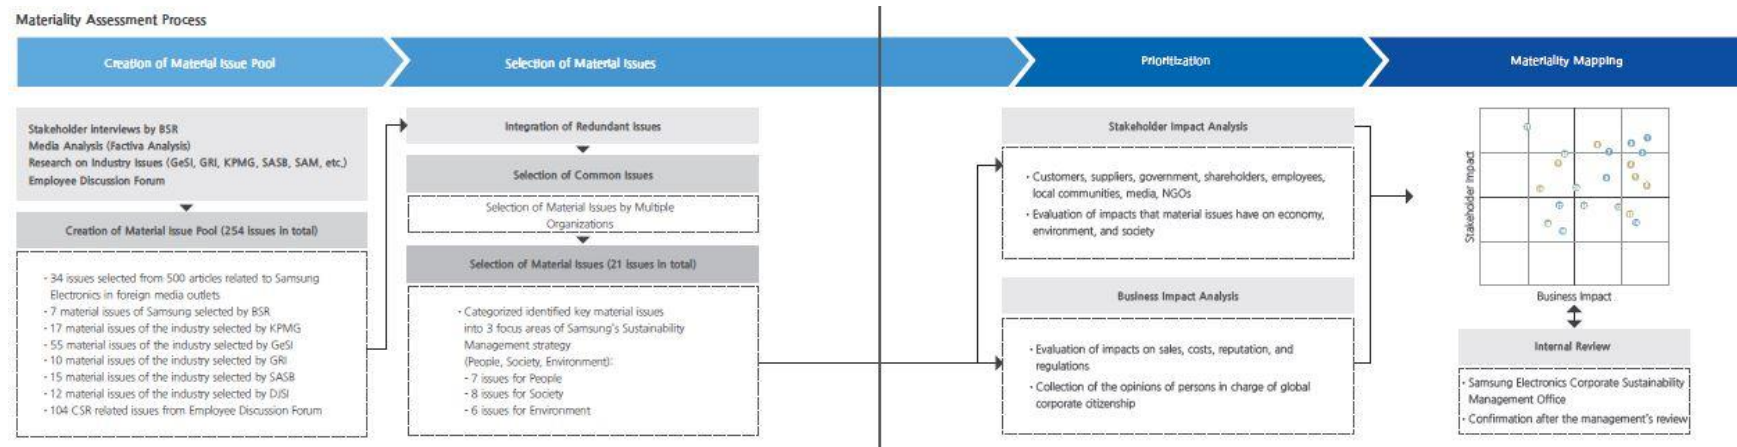 Materiality Assessment Process
Creation of Material Issue Pool
Selection of Material Issues
Prioritization
Materiality Mapping
Stakeholder interviews by BSR
Media Analysis (Factiva Analysis)
Research on Industry Issues (GeSI, GRI, KPMG, SASB, SAM, etc.)
Employee Discussion Forum
Creation of Material Issue Pool (254 issues in total)
- 34 issues selected from 500 articles related to Samsung
Electronics in foreign media outlets
- 7 material issues of Samsung selected by BSR
- 17 material issues of the industry selected by KPMG
- 55 material issues of the industry selected by GeSI
- 10 material issues of the industry selected by GRI
- 15 material issues of the industry selected by SASB
- 12 material issues of the industry selected by DJSI
- 104 CSR related issues from Employee Discussion Forum
Integration of Redundant Issues
Selection of Common Issues
Selection of Material Issues by Multiple
Organizations
Selection of Material Issues (21 issues in total)
· Categorized identified key material issues
into 3 focus areas of Samsung's Sustainability
Management strategy
(People, Society, Environment):
- 7 issues for People
- 8 issues for Society
- 6 issues for Environment
Stakeholder Impact Analysis
· Customers, suppliers, government, shareholders, employees,
local communities, media, NGOs
· Evaluation of impacts that material issues have on economy,
environment, and society
Business Impact Analysis
· Evaluation of impacts on sales, costs, reputation, and
regulations
· Collection of the opinions of persons in charge of global
corporate citizenship
Stakeholder Impact
Business Impact
Internal Review
· Samsung Electronics Corporate Sustainability
Management Office
· Confirmation after the management's review